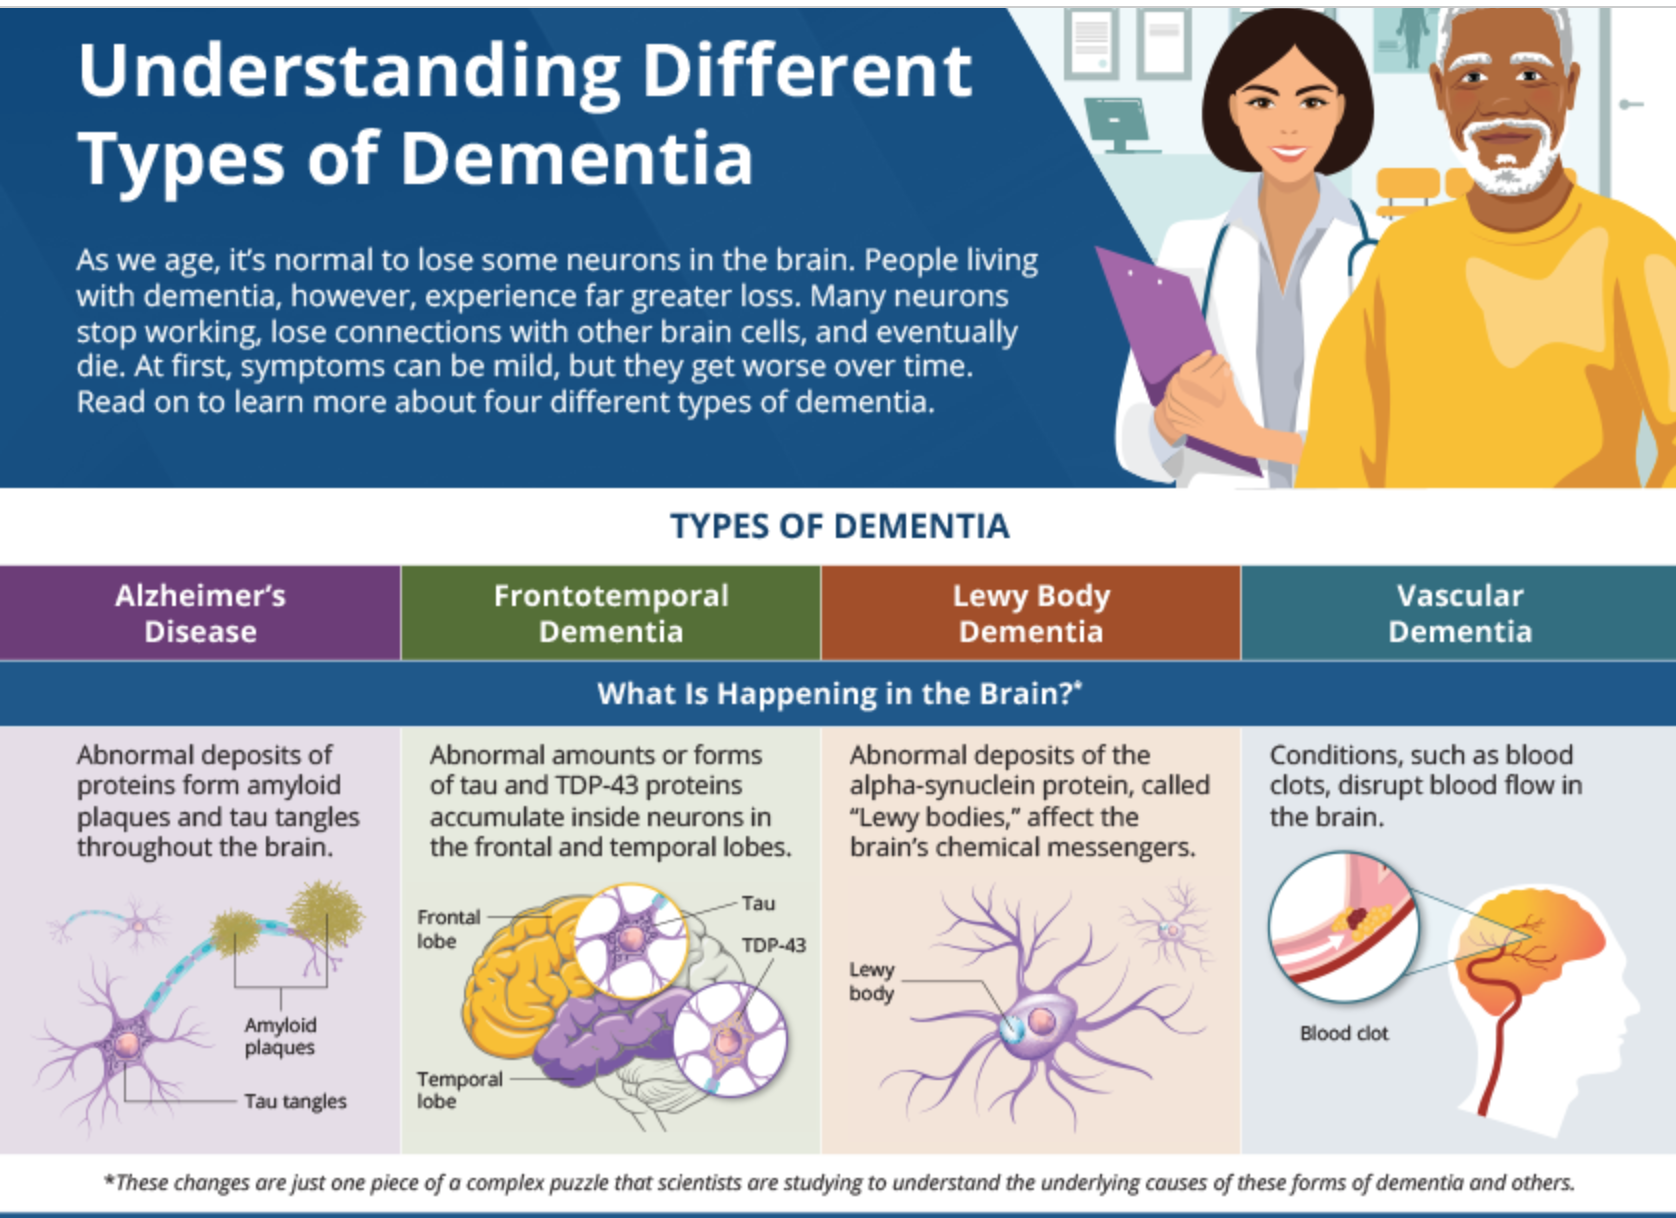 Understanding Different
Types of Dementia
As we age, it's normal to lose some neurons in the brain. People living
with dementia, however, experience far greater loss. Many neurons
stop working, lose connections with other brain cells, and eventually
die. At first, symptoms can be mild, but they get worse over time.
Read on to learn more about four different types of dementia.
TYPES OF DEMENTIA
Alzheimer's
Disease
Frontotemporal
Dementia
Lewy Body
Dementia
Vascular
Dementia
What Is Happening in the Brain?*
Abnormal deposits of
proteins form amyloid
plaques and tau tangles
throughout the brain.
Amyloid
plaques
Tau tangles
Abnormal amounts or forms
of tau and TDP-43 proteins
accumulate inside neurons in
the frontal and temporal lobes.
Frontal
lobe
Tau
TDP-43
Temporal
lobe
Abnormal deposits of the
alpha-synuclein protein, called
“Lewy bodies,” affect the
brain's chemical messengers.
Lewy
body
Conditions, such as blood
clots, disrupt blood flow in
the brain.
Blood clot
*These changes are just one piece of a complex puzzle that scientists are studying to understand the underlying causes of these forms of dementia and others.